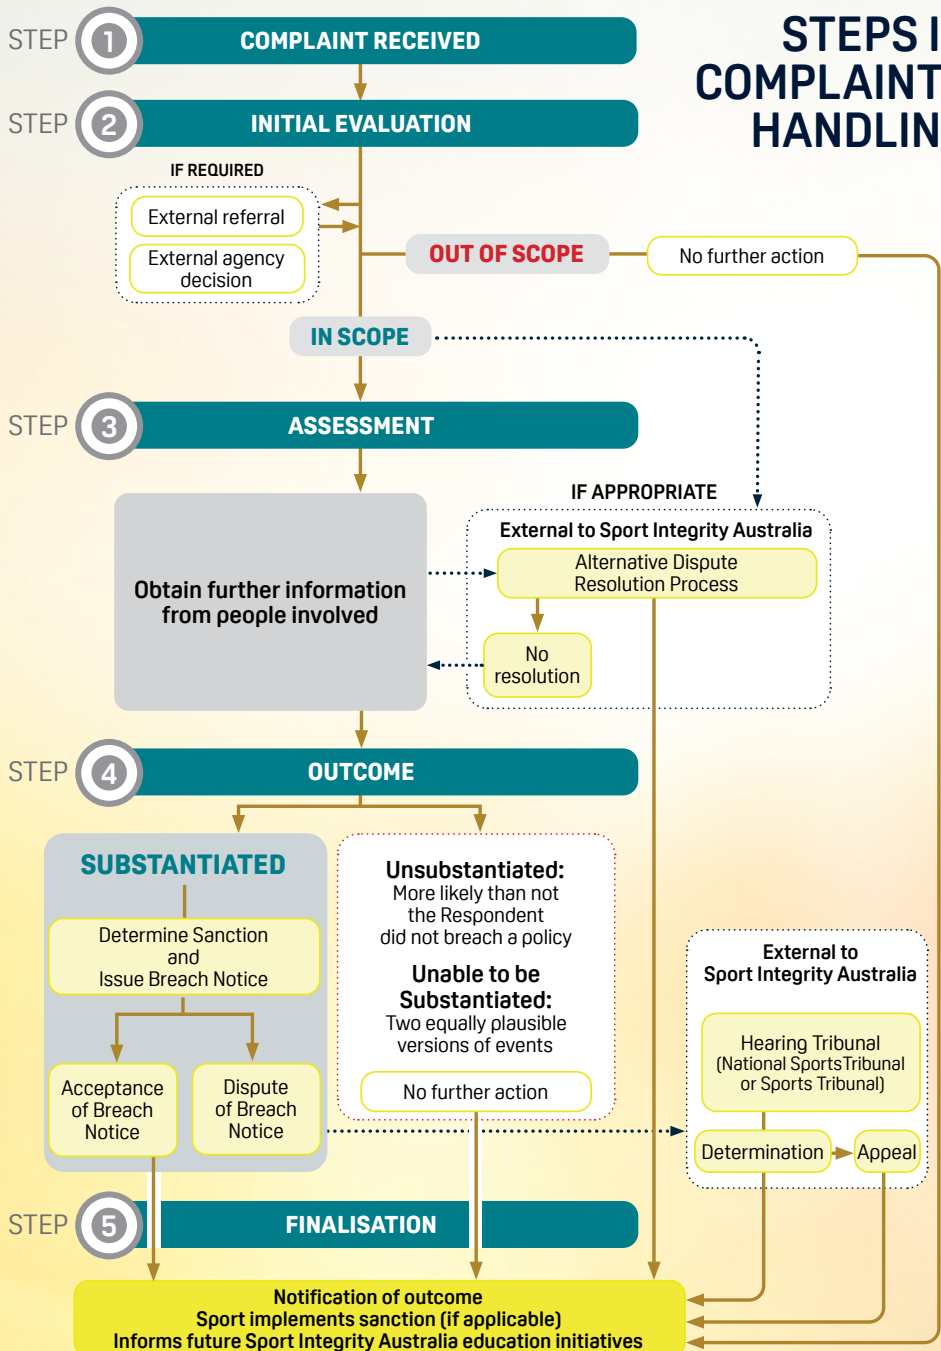 STEPS I
COMPLAINT
HANDLIN
STEP 1 COMPLAINT RECEIVED
STEP 2 INITIAL EVALUATION
IF REQUIRED
External referral
External agency
decision
OUT OF SCOPE
No further action
IN SCOPE
STEP 3 ASSESSMENT
Obtain further information
from people involved
IF APPROPRIATE
External to Sport Integrity Australia
Alternative Dispute
Resolution Process
No
resolution
STEP 4 OUTCOME
SUBSTANTIATED
Determine Sanction
and
Issue Breach Notice
Acceptance
of Breach
Notice
Dispute
of Breach
Notice
Unsubstantiated:
More likely than not
the Respondent
did not breach a policy
Unable to be
Substantiated:
Two equally plausible
versions of events
No further action
External to
Sport Integrity Australia
Hearing Tribunal
(National SportsTribunal
or Sports Tribunal)
Determination
Appeal
STEP 5 FINALISATION
Notification of outcome
Sport implements sanction (if applicable)
Informs future Sport Integrity Australia education initiatives